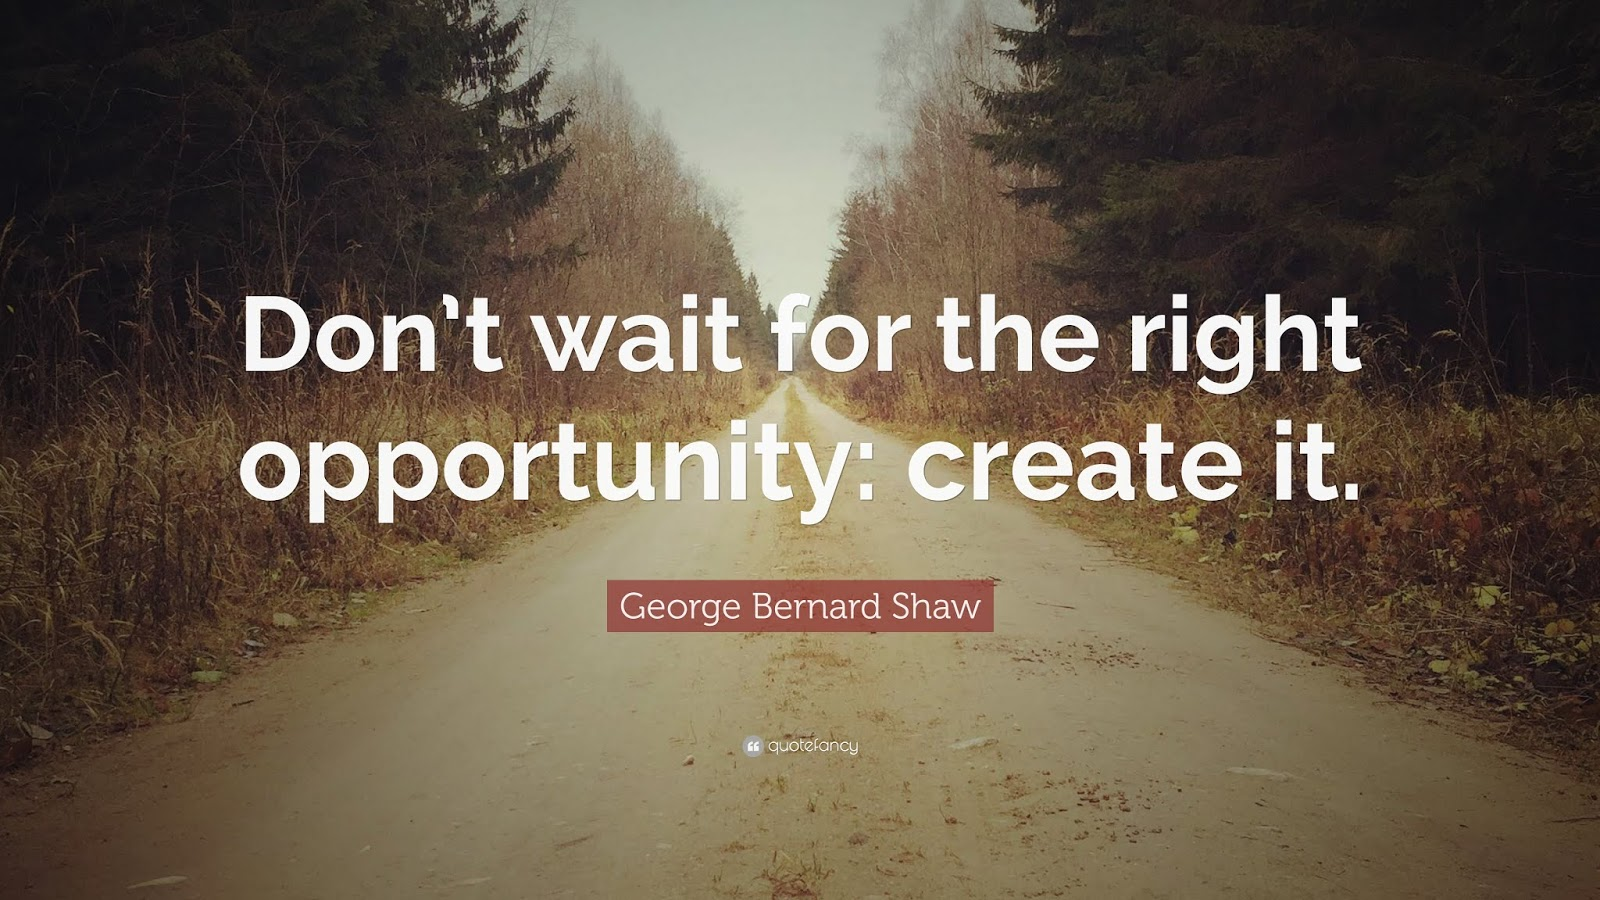 Don’t wait for the right
opportunity: create it.
George Bernard Shaw
quotefancy